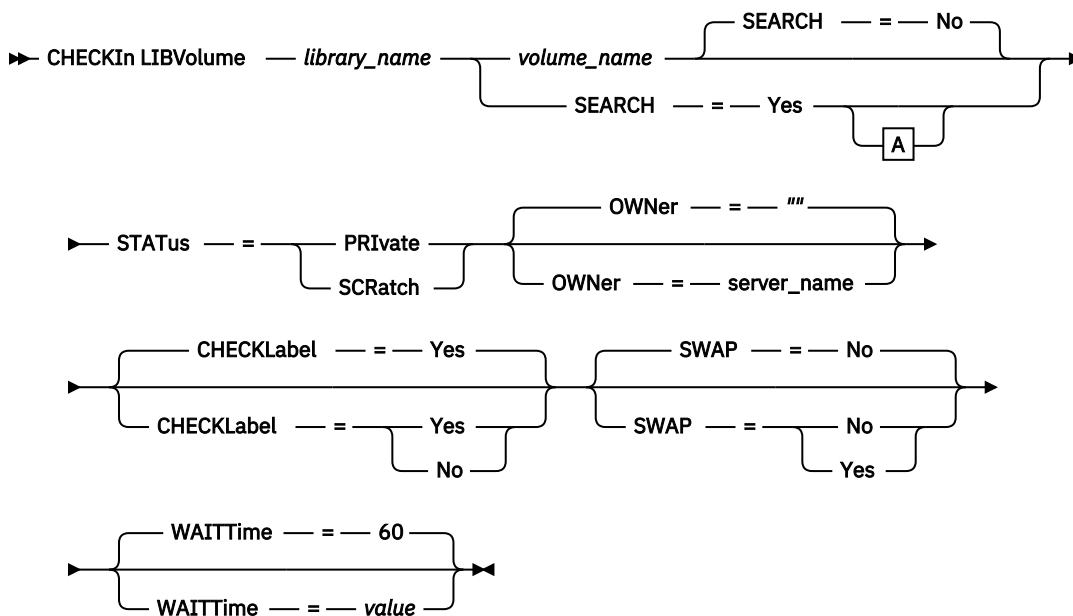 SEARCH = No
CHECKIn LIBVolume library_name volume_name
SEARCH = Yes
A
OWNer = ""
STATus = PRIvate
SCRatch OWNer = server_name
CHECKLabel = Yes SWAP = No
CHECKLabel = Yes SWAP = No
No Yes
WAITTime = 60
WAITTime = value